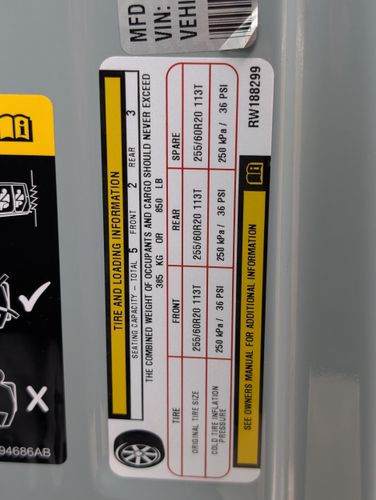 MFD
VIN:
VEHI
TIRE AND LOADING INFORMATION
SEATING CAPACITY - TOTAL 5 FRONT 2 REAR 3
THE COMBINED WEIGHT OF OCCUPANTS AND CARGO SHOULD NEVER EXCEED
385 KG OR 850 LB
TIRE FRONT REAR SPARE
ORIGINAL TIRE SIZE 255/60R20 113T 255/60R20 113T 255/60R20 113T
COLD TIRE INFLATION PRESSURE 250 kPa / 36 PSI 250 kPa / 36 PSI 250 kPa / 36 PSI
SEE OWNERS MANUAL FOR ADDITIONAL INFORMATION
RW188299
94686AB